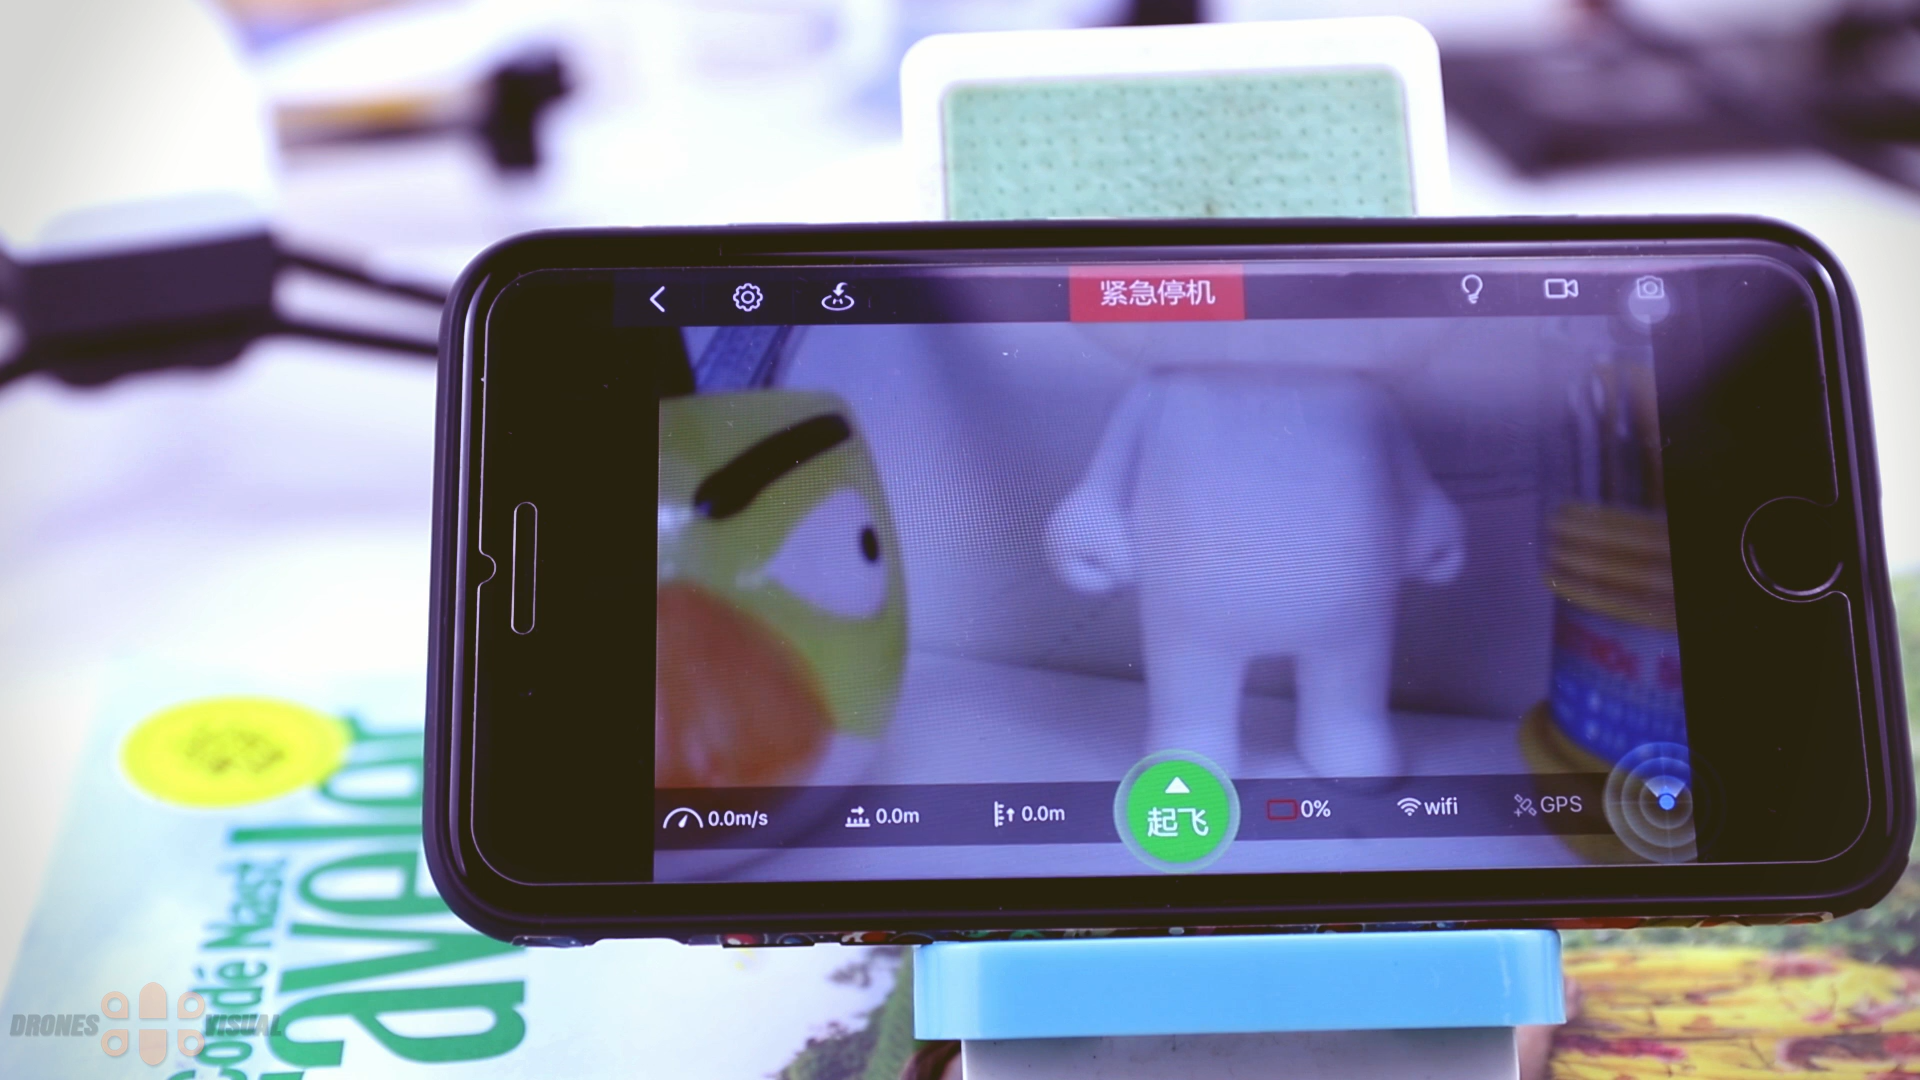 紧急停机
0.0m/s
0.0m
0.0m
起飞
0%
wifi
GPS
Condé Nast
aveler
DRONES VISUAL